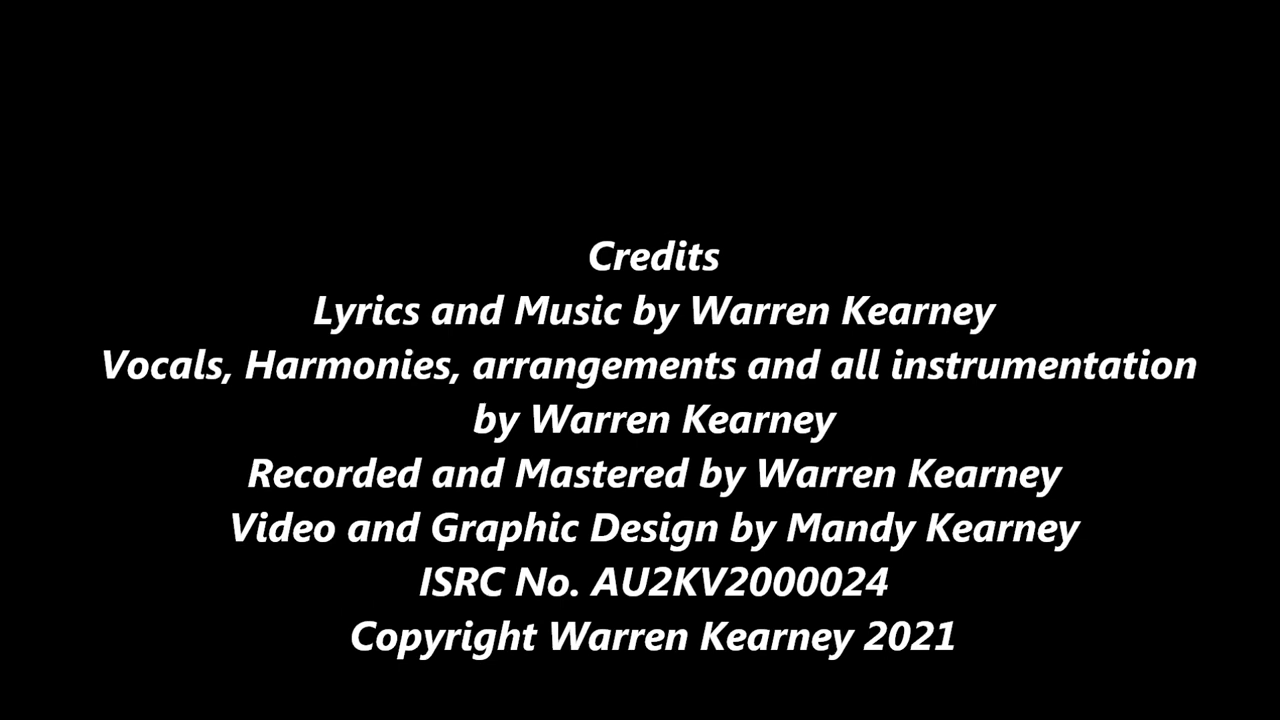 Credits
Lyrics and Music by Warren Kearney
Vocals, Harmonies, arrangements and all instrumentation
by Warren Kearney
Recorded and Mastered by Warren Kearney
Video and Graphic Design by Mandy Kearney
ISRC No. AU2KV2000024
Copyright Warren Kearney 2021